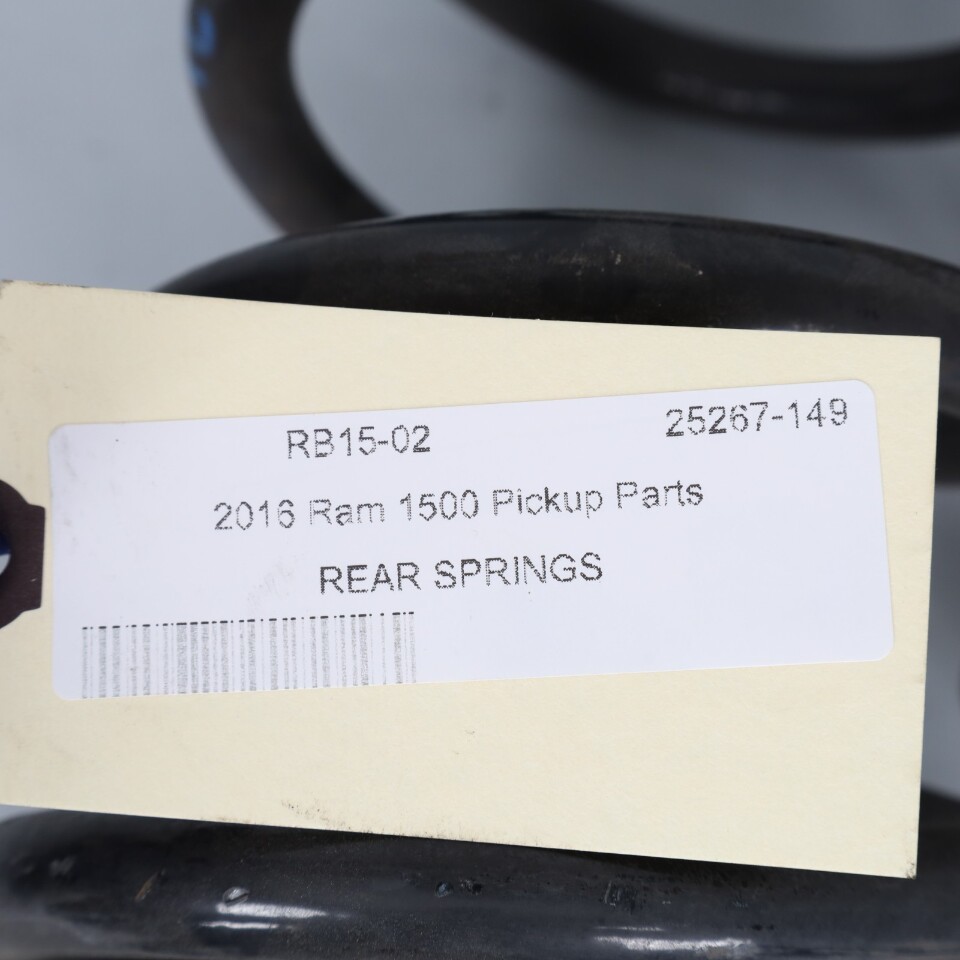 RB15-02 25267-149
2016 Ram 1500 Pickup Parts
REAR SPRINGS